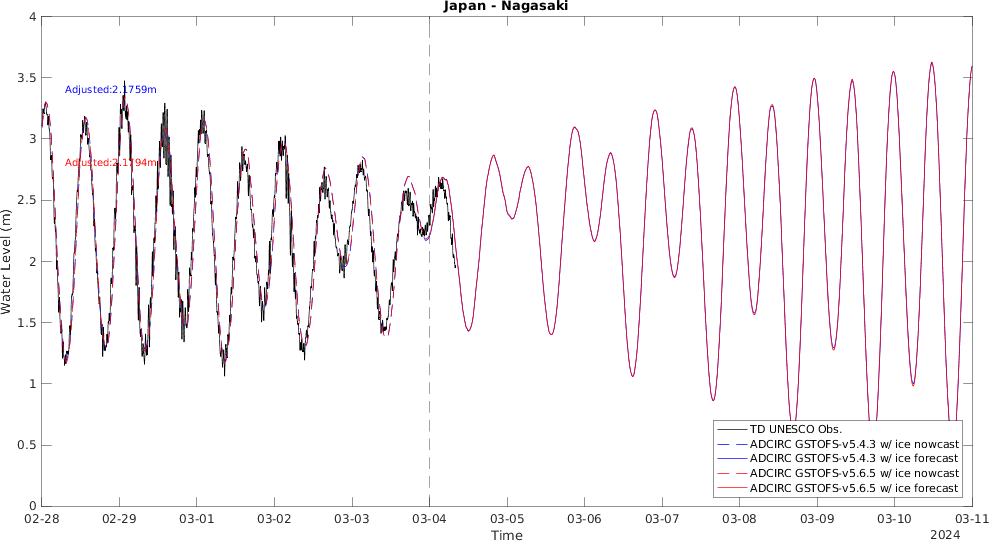 Japan - Nagasaki
4
3.5
3
2.5
2
1.5
1
0.5
0
Water Level (m)
Adjusted:2.1759m
Adjusted:2.1794m
TD UNESCO Obs.
ADCIRC GSTOFS-v5.4.3 w/ ice nowcast
ADCIRC GSTOFS-v5.4.3 w/ ice forecast
ADCIRC GSTOFS-v5.6.5 w/ ice nowcast
ADCIRC GSTOFS-v5.6.5 w/ ice forecast
02-28 02-29 03-01 03-02 03-03 03-04 03-05 03-06 03-07 03-08 03-09 03-10 03-11
Time
2024